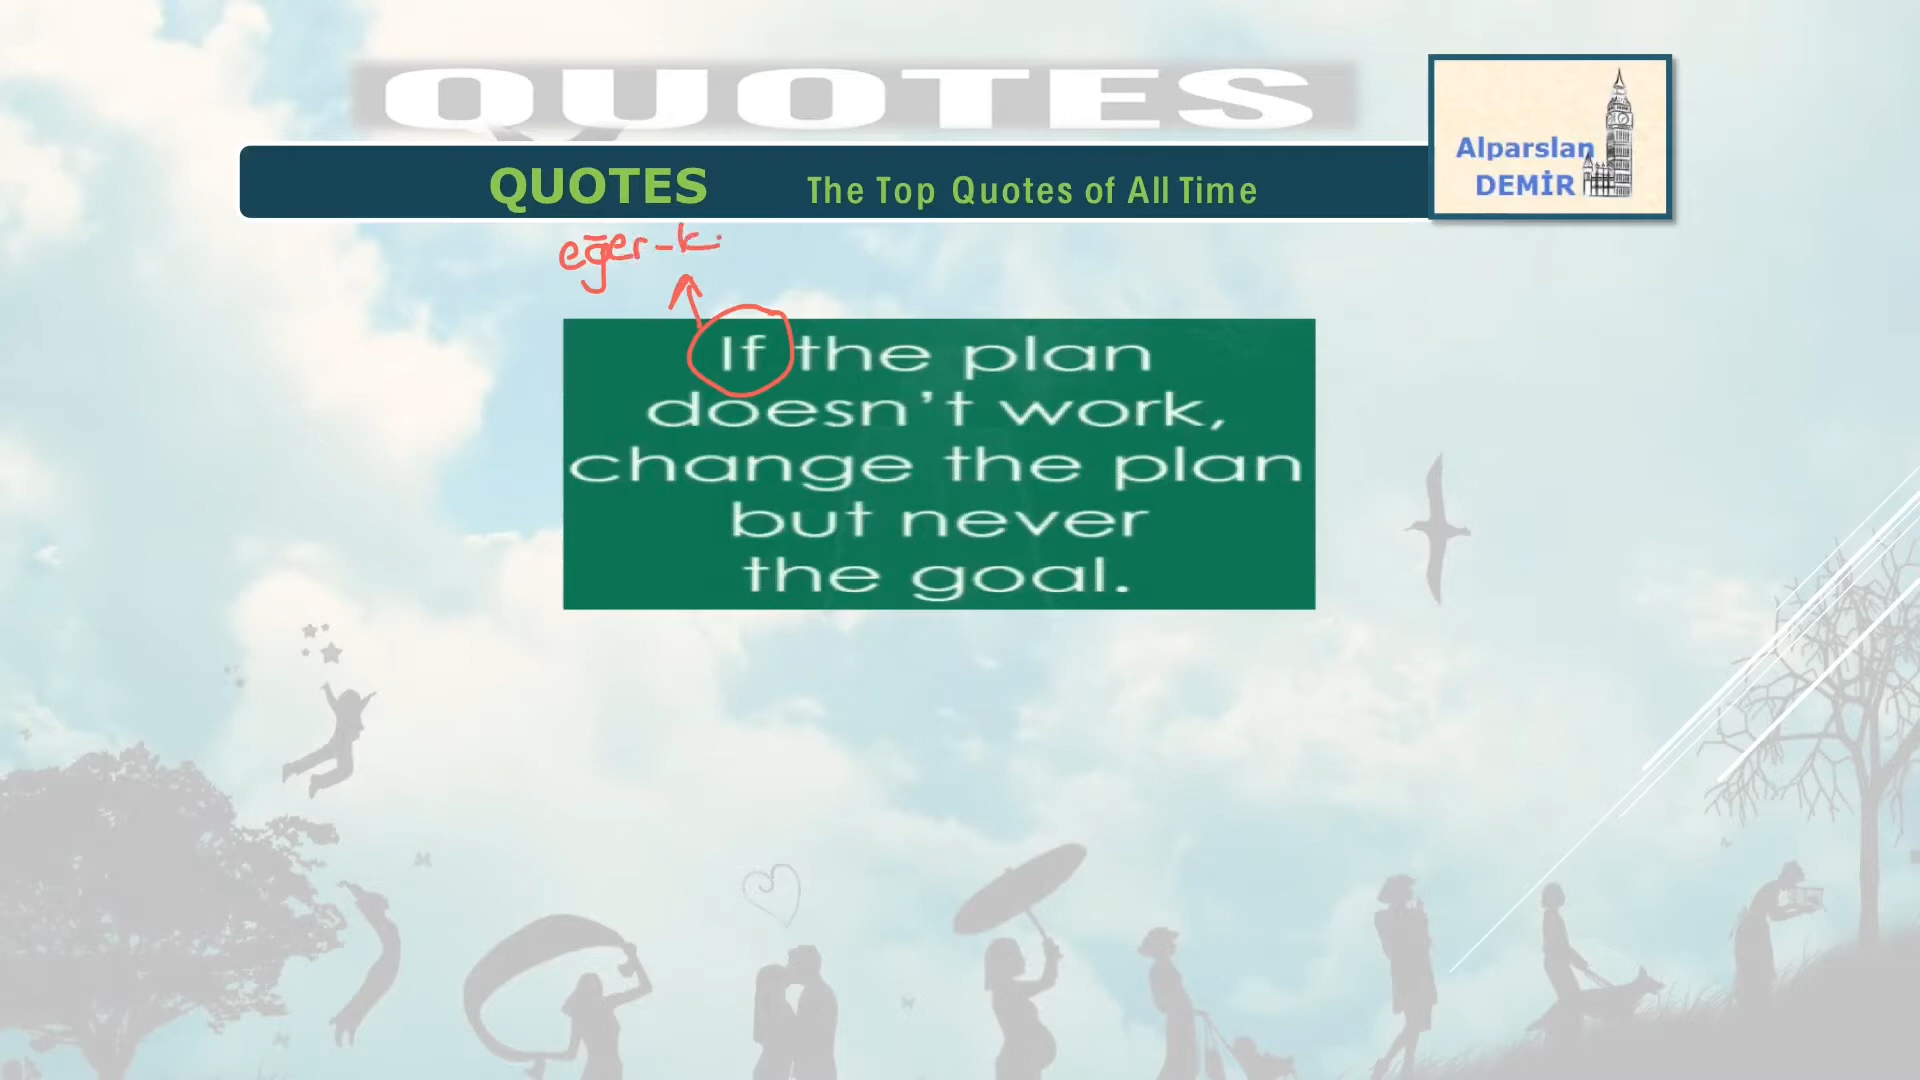 QUOTES
QUOTES The Top Quotes of All Time
Alparslan
DEMİR
eğer-k.
If the plan
doesn't work,
change the plan
but never
the goal.